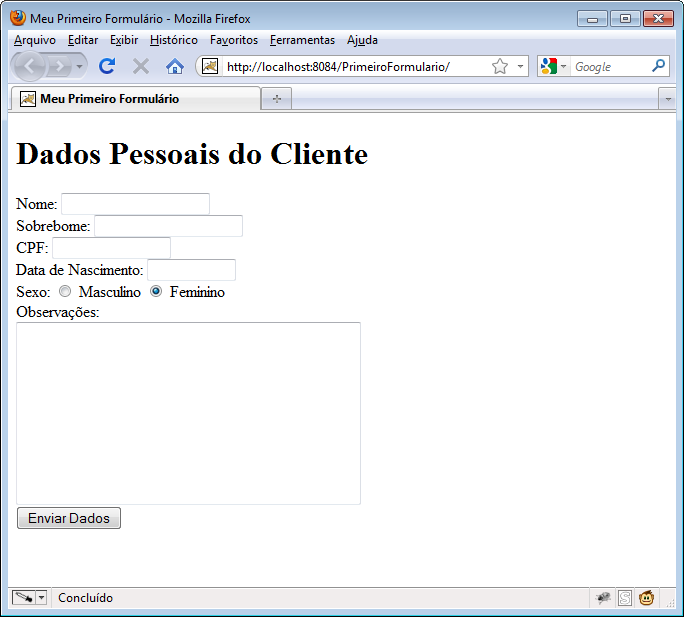 Meu Primeiro Formulário - Mozilla Firefox
Arquivo Editar Exibir Histórico Favoritos Ferramentas Ajuda
http://localhost:8084/PrimeiroFormulario/ Google
Meu Primeiro Formulário
Dados Pessoais do Cliente
Nome:
Sobrebome:
CPF:
Data de Nascimento:
Sexo: Masculino Feminino
Observações:
Enviar Dados
Concluído S